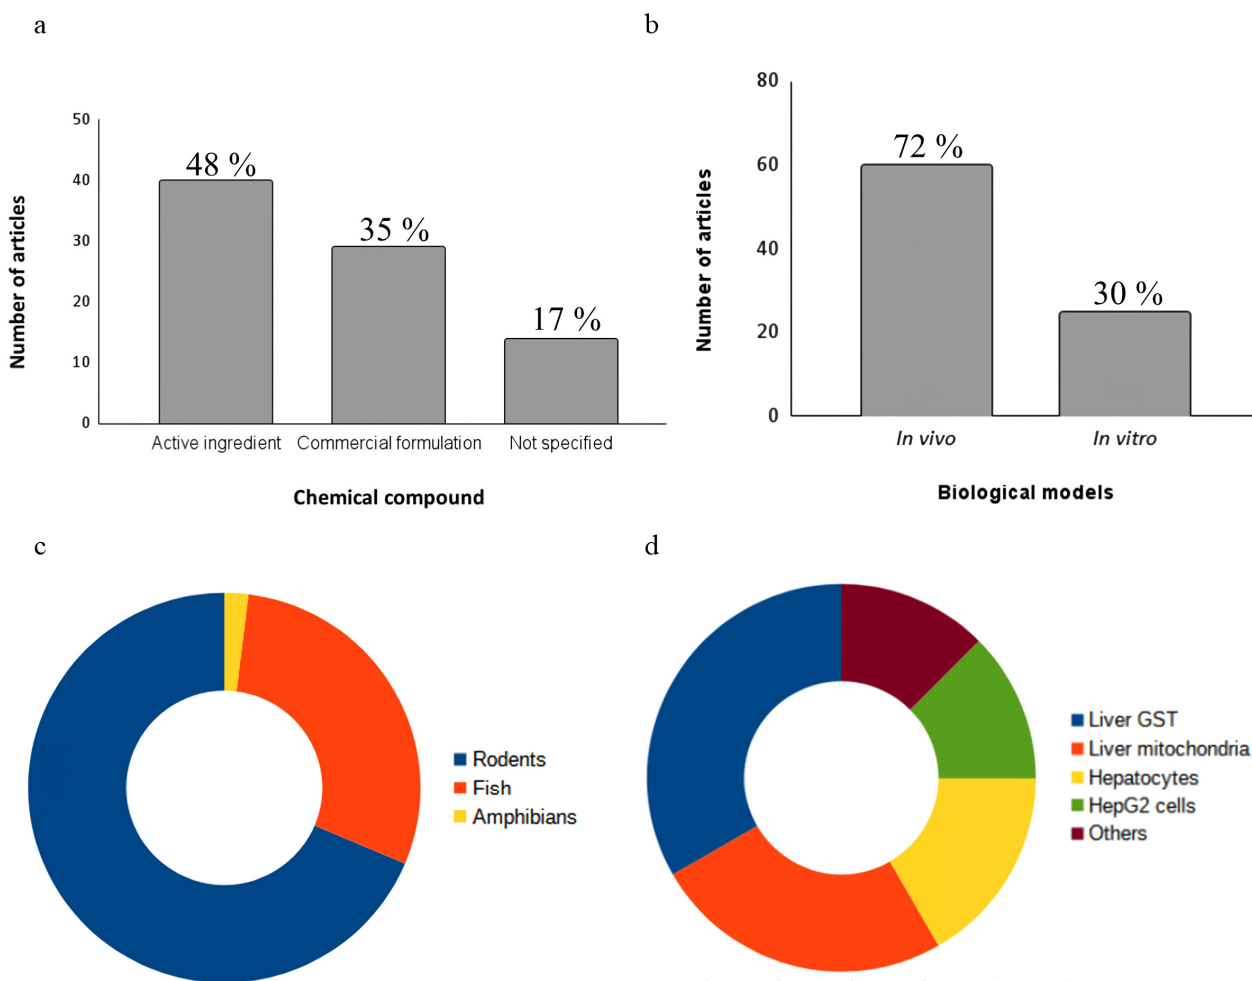 a
50
40
30
20
10
0
Number of articles
48 %
35 %
17 %
Active ingredient
Commercial formulation
Not specified
Chemical compound
b
80
60
40
20
0
Number of articles
72 %
30 %
In vivo
In vitro
Biological models
c
Rodents
Fish
Amphibians
d
Liver GST
Liver mitochondria
Hepatocytes
HepG2 cells
Others